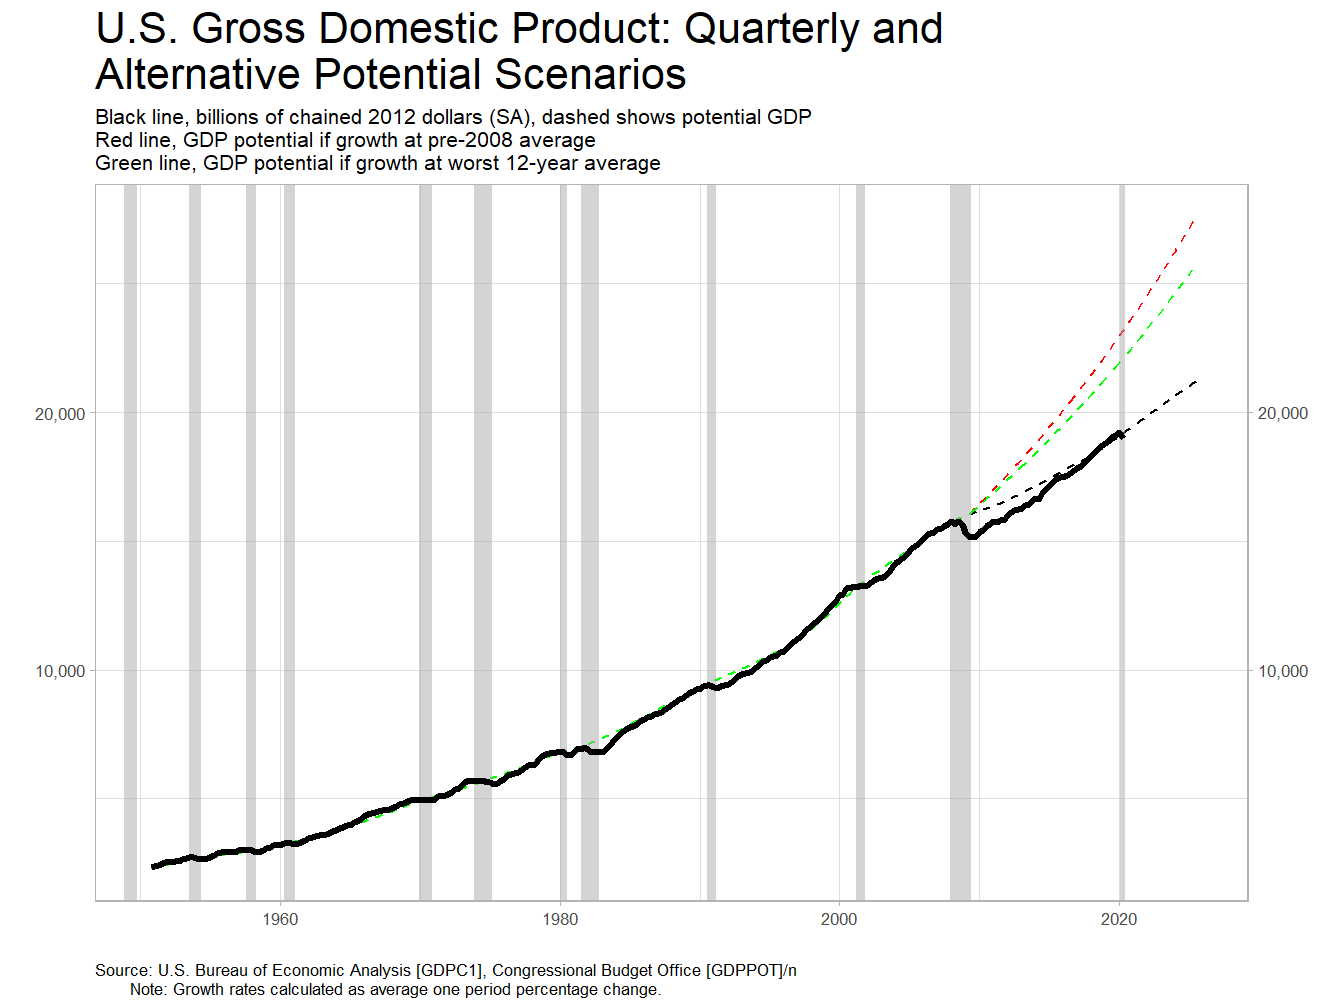 U.S. Gross Domestic Product: Quarterly and
Alternative Potential Scenarios
Black line, billions of chained 2012 dollars (SA), dashed shows potential GDP
Red line, GDP potential if growth at pre-2008 average
Green line, GDP potential if growth at worst 12-year average
20,000 20,000
10,000 10,000
1960 1980 2000 2020
Source: U.S. Bureau of Economic Analysis [GDPC1], Congressional Budget Office [GDPPOT]/n
Note: Growth rates calculated as average one period percentage change.